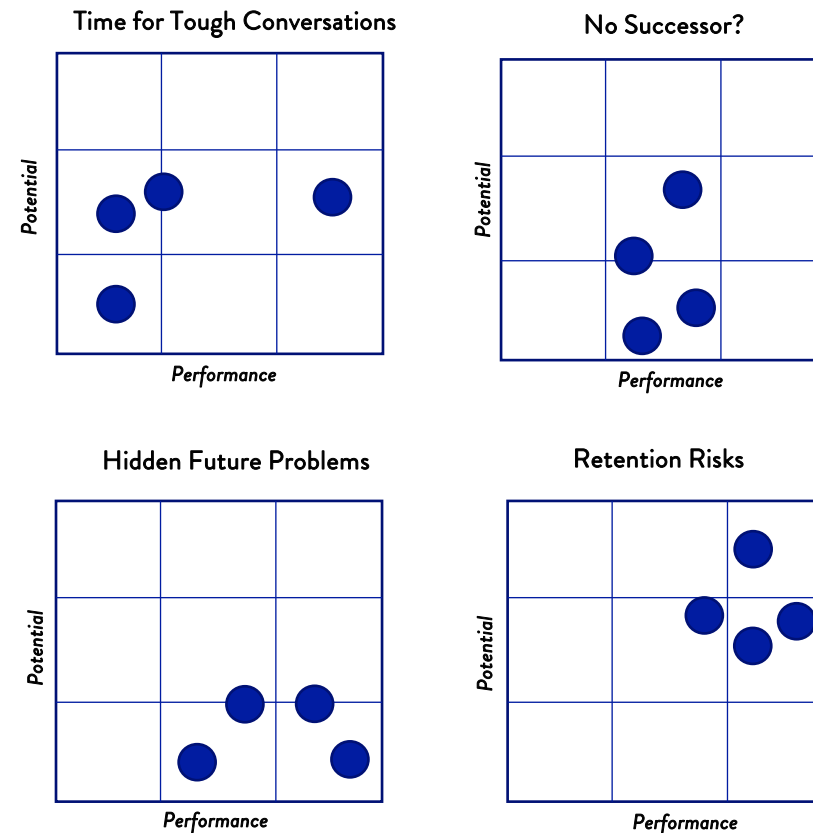 Time for Tough Conversations
Potential
Performance
No Successor?
Potential
Performance
Hidden Future Problems
Potential
Performance
Retention Risks
Potential
Performance